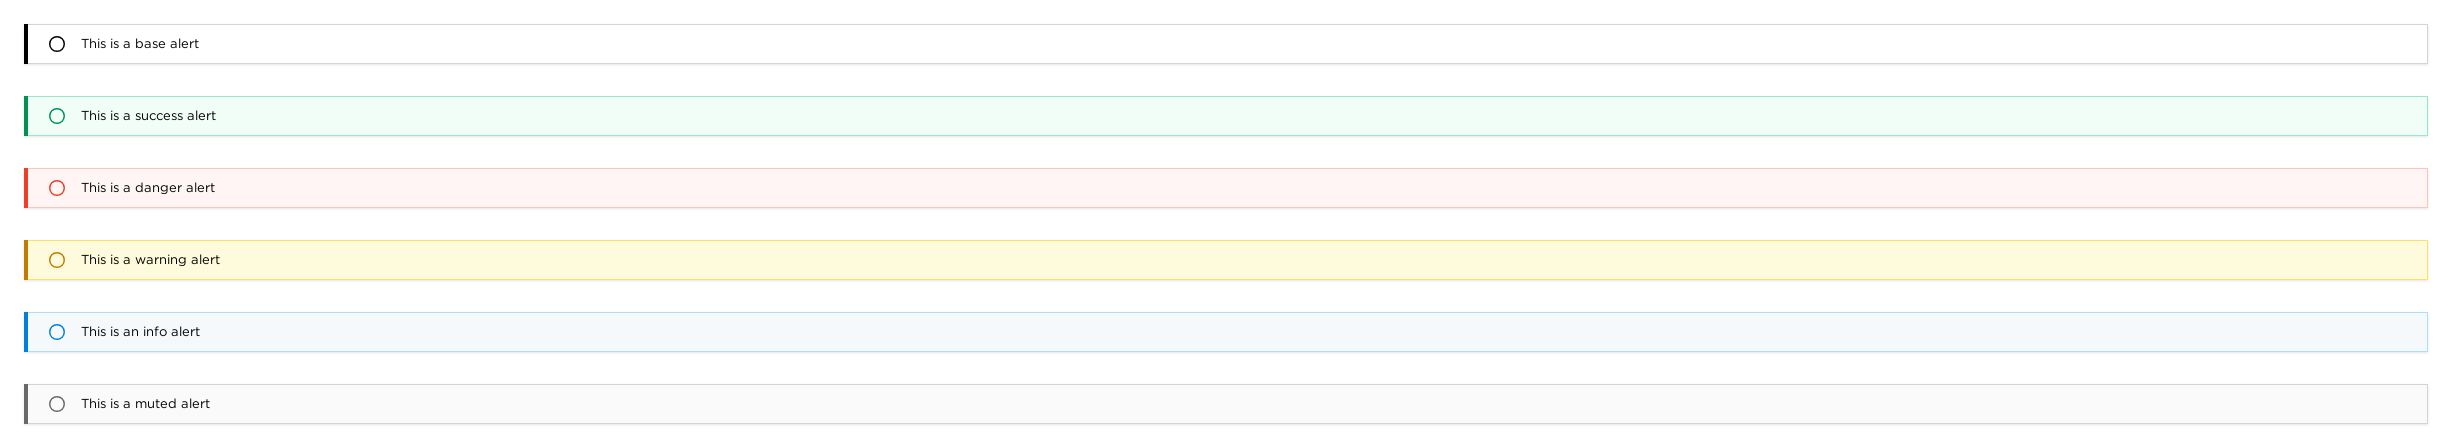 This is a base alert
This is a success alert
This is a danger alert
This is a warning alert
This is an info alert
This is a muted alert